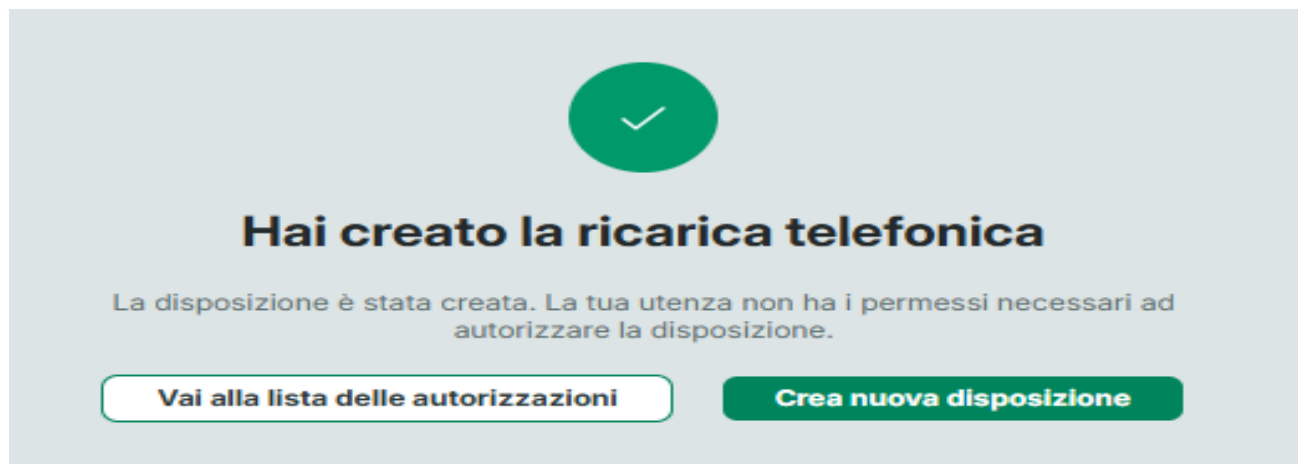 Hai creato la ricarica telefonica
La disposizione è stata creata. La tua utenza non ha i permessi necessari ad
autorizzare la disposizione.
Vai alla lista delle autorizzazioni
Crea nuova disposizione